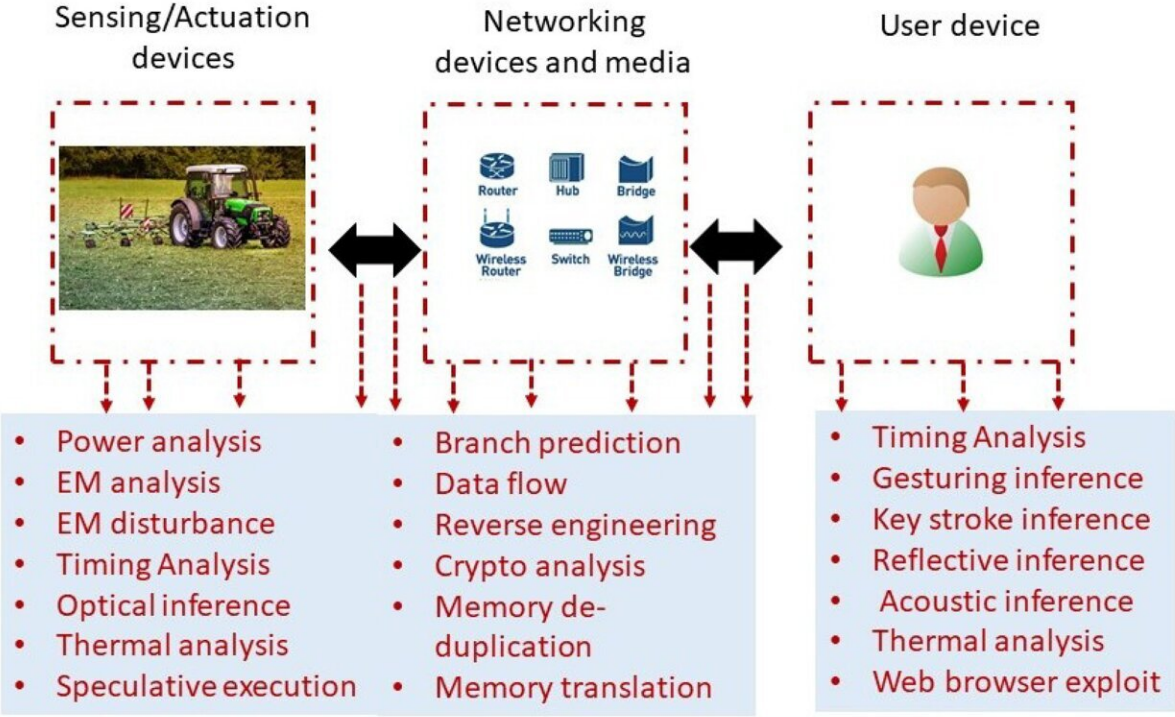 Sensing/Actuation
devices
Networking
devices and media
User device
Router
Hub
Bridge
Wireless
Router
Switch
Wireless
Bridge
• Power analysis
• EM analysis
• EM disturbance
• Timing Analysis
• Optical inference
• Thermal analysis
• Speculative execution
• Branch prediction
• Data flow
• Reverse engineering
• Crypto analysis
• Memory de-
duplication
• Memory translation
• Timing Analysis
• Gesturing inference
• Key stroke inference
• Reflective inference
• Acoustic inference
• Thermal analysis
• Web browser exploit